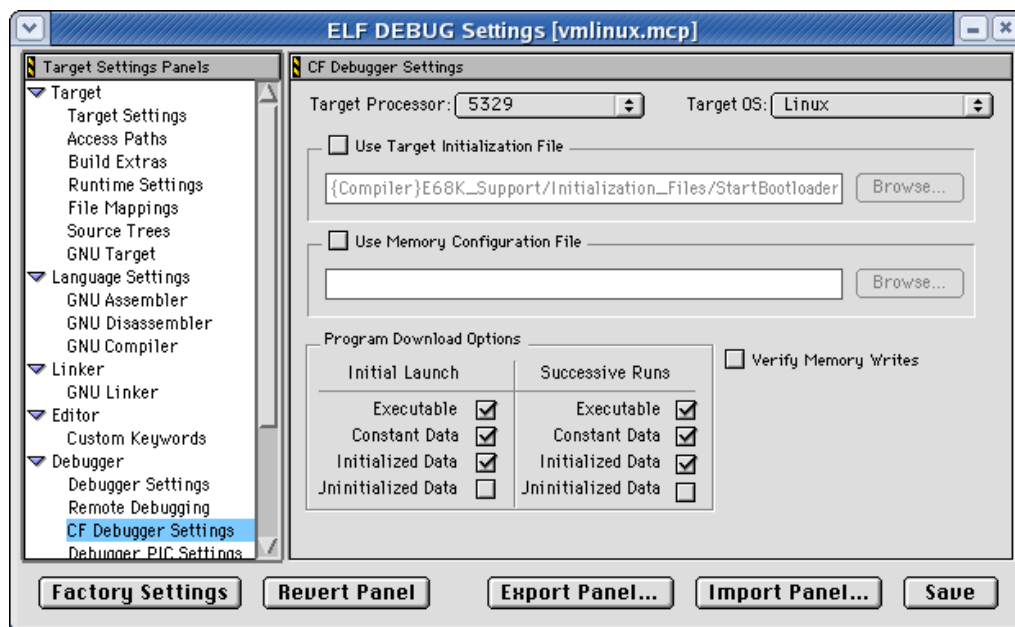 ELF DEBUG Settings [vmlinux.mcp]
Target Settings Panels
Target
Target Settings
Access Paths
Build Extras
Runtime Settings
File Mappings
Source Trees
GNU Target
Language Settings
GNU Assembler
GNU Disassembler
GNU Compiler
Linker
GNU Linker
Editor
Custom Keywords
Debugger
Debugger Settings
Remote Debugging
CF Debugger Settings
Debugger PIC Settings
CF Debugger Settings
Target Processor: 5329 Target OS: Linux
Use Target Initialization File
{Compiler}E68K_Support/Initialization_Files/StartBootloader Browse...
Use Memory Configuration File
Browse...
Program Download Options
Verify Memory Writes
Initial Launch Successive Runs
Executable Executable
Constant Data Constant Data
Initialized Data Initialized Data
Uninitialized Data Uninitialized Data
Factory Settings Revert Panel Export Panel... Import Panel... Save